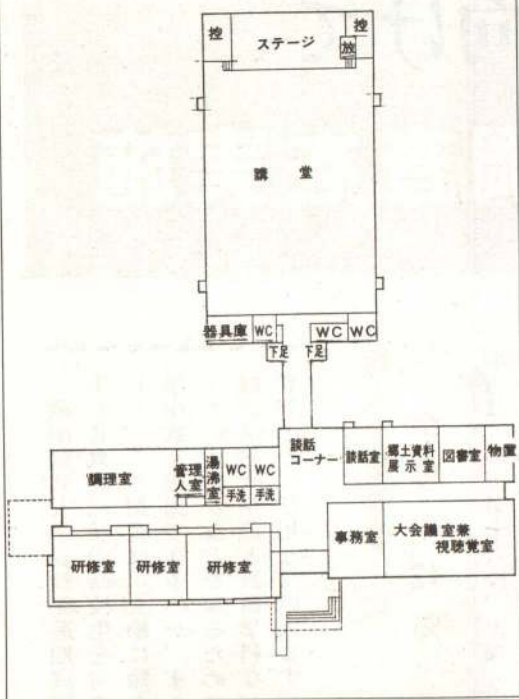 控
ステージ
控
放
講堂
器具庫
WC
WC
WC
下足
下足
談話コーナー
談話室
郷土資料展示室
図書室
物置
調理室
管理人室
湯沸室
WC
WC
手洗
手洗
事務室
大会議室兼視聴覚室
研修室
研修室
研修室